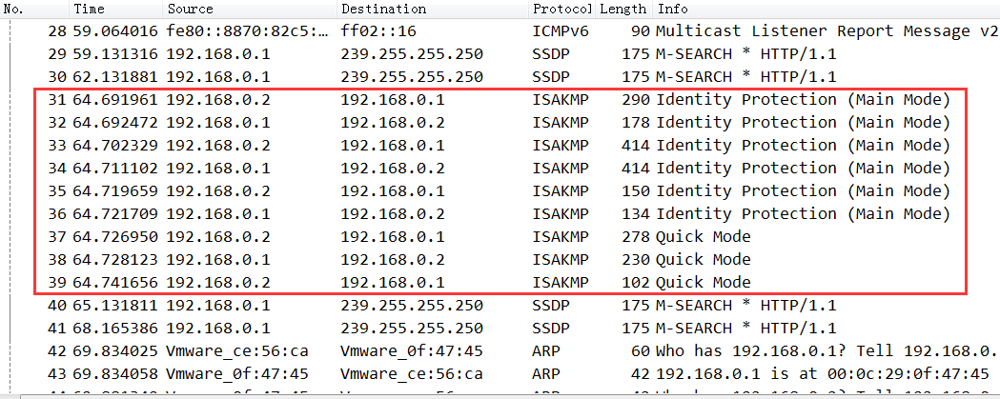 No. Time Source Destination Protocol Length Info
28 59.064016 fe80::8870:82c5:… ff02::16 ICMPv6 90 Multicast Listener Report Message v2
29 59.131316 192.168.0.1 239.255.255.250 SSDP 175 M-SEARCH * HTTP/1.1
30 62.131881 192.168.0.1 239.255.255.250 SSDP 175 M-SEARCH * HTTP/1.1
31 64.691961 192.168.0.2 192.168.0.1 ISAKMP 290 Identity Protection (Main Mode)
32 64.692472 192.168.0.1 192.168.0.2 ISAKMP 178 Identity Protection (Main Mode)
33 64.702329 192.168.0.2 192.168.0.1 ISAKMP 414 Identity Protection (Main Mode)
34 64.711102 192.168.0.1 192.168.0.2 ISAKMP 414 Identity Protection (Main Mode)
35 64.719659 192.168.0.2 192.168.0.1 ISAKMP 150 Identity Protection (Main Mode)
36 64.721709 192.168.0.1 192.168.0.2 ISAKMP 134 Identity Protection (Main Mode)
37 64.726950 192.168.0.2 192.168.0.1 ISAKMP 278 Quick Mode
38 64.728123 192.168.0.1 192.168.0.2 ISAKMP 230 Quick Mode
39 64.741656 192.168.0.2 192.168.0.1 ISAKMP 102 Quick Mode
40 65.131811 192.168.0.1 239.255.255.250 SSDP 175 M-SEARCH * HTTP/1.1
41 68.165386 192.168.0.1 239.255.255.250 SSDP 175 M-SEARCH * HTTP/1.1
42 69.834025 Vmware_ce:56:ca Vmware_0f:47:45 ARP 60 Who has 192.168.0.1? Tell 192.168.0.
43 69.834058 Vmware_0f:47:45 Vmware_ce:56:ca ARP 42 192.168.0.1 is at 00:0c:29:0f:47:45